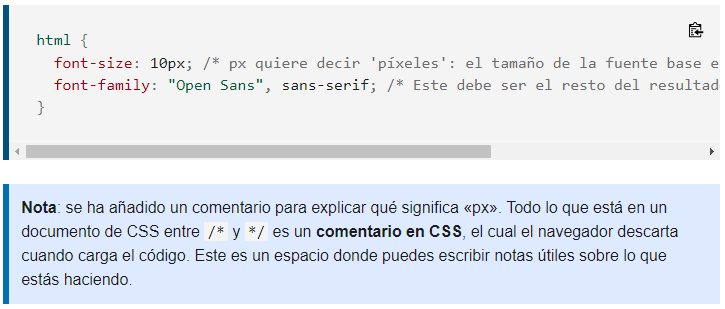 html {
font-size: 10px; /* px quiere decir 'píxeles': el tamaño de la fuente base e
font-family: "Open Sans", sans-serif; /* Este debe ser el resto del resultad
}
Nota: se ha añadido un comentario para explicar qué significa «px». Todo lo que está en un
documento de CSS entre /* y */ es un comentario en CSS, el cual el navegador descarta
cuando carga el código. Este es un espacio donde puedes escribir notas útiles sobre lo que
estás haciendo.